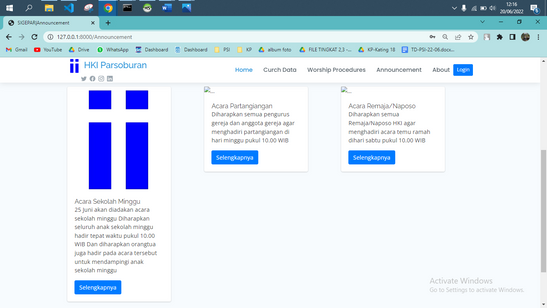 12:16
20/06/2022
SIGEPAR|Announcement
127.0.0.1:8000/Announcement
Gmail YouTube Drive WhatsApp Dashboard Dashboard PSI KP album foto FILE TINGKAT 2.3 -... KP-Kating 18 TD-PSI-22-06.docx...
HKI Parsoburan
Home Curch Data Worship Procedures Announcement About Login
Acara Sekolah Minggu
25 Juni akan diadakan acara
sekolah minggu Diharapkan
seluruh anak sekolah minggu
hadir tepat waktu pukul 10.00
WIB Dan diharapkan orangtua
juga hadir pada acara tersebut
untuk mendampingi anak
sekolah minggu
Selengkapnya
Acara Partangiangan
Diharapkan semua pengurus
gereja dan anggota gereja agar
menghadiri partangiangan di
hari minggu pukul 10.00 WIB
Selengkapnya
Acara Remaja/Naposo
Diharapkan semua
Remaja/Naposo HKI agar
menghadiri acara temu ramah
dihari sabtu pukul 10.00 WIB
Selengkapnya
Activate Windows
Go to Settings to activate Windows.